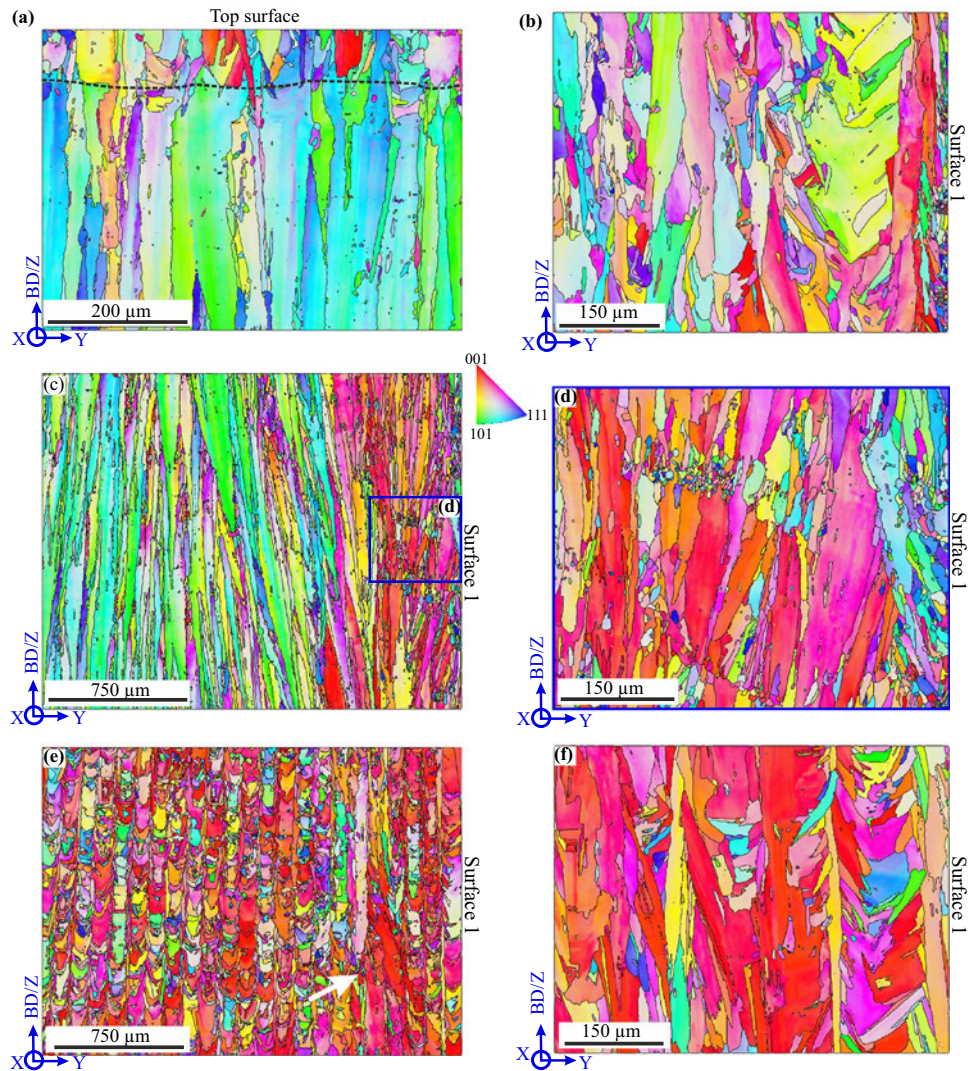 (a)
Top surface
BD/Z
X
Y
200 µm
(b)
Surface 1
BD/Z
X
Y
150 µm
(c)
001
101
111
(d)
Surface 1
BD/Z
X
Y
750 µm
(d)
Surface 1
BD/Z
X
Y
150 µm
(e)
Surface 1
BD/Z
X
Y
750 µm
(f)
Surface 1
BD/Z
X
Y
150 µm